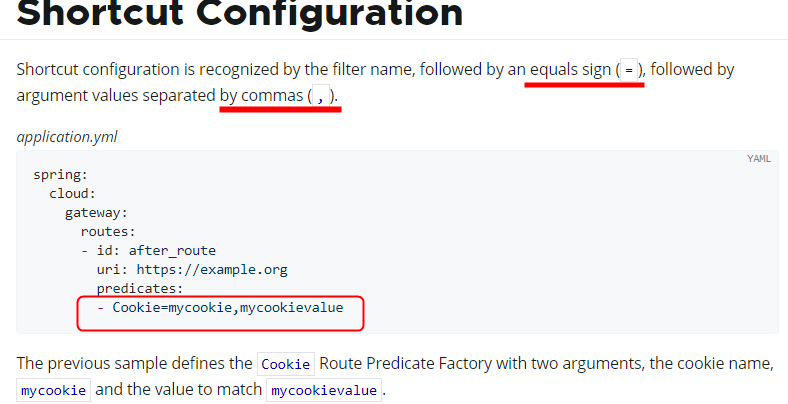 Shortcut Configuration
Shortcut configuration is recognized by the filter name, followed by an equals sign (=), followed by
argument values separated by commas (,).
application.yml
YAML
spring:
  cloud:
    gateway:
      routes:
      - id: after_route
        uri: https://example.org
        predicates:
        - Cookie=mycookie,mycookievalue
The previous sample defines the Cookie Route Predicate Factory with two arguments, the cookie name,
mycookie and the value to match mycookievalue.